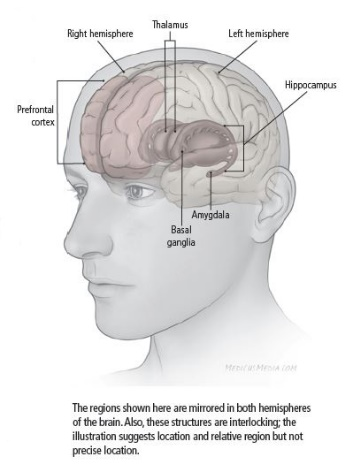 Thalamus
Right hemisphere
Left hemisphere
Hippocampus
Prefrontal
cortex
Amygdala
Basal
ganglia
MEDICUSMEDIA.COM
The regions shown here are mirrored in both hemispheres
of the brain. Also, these structures are interlocking; the
illustration suggests location and relative region but not
precise location.